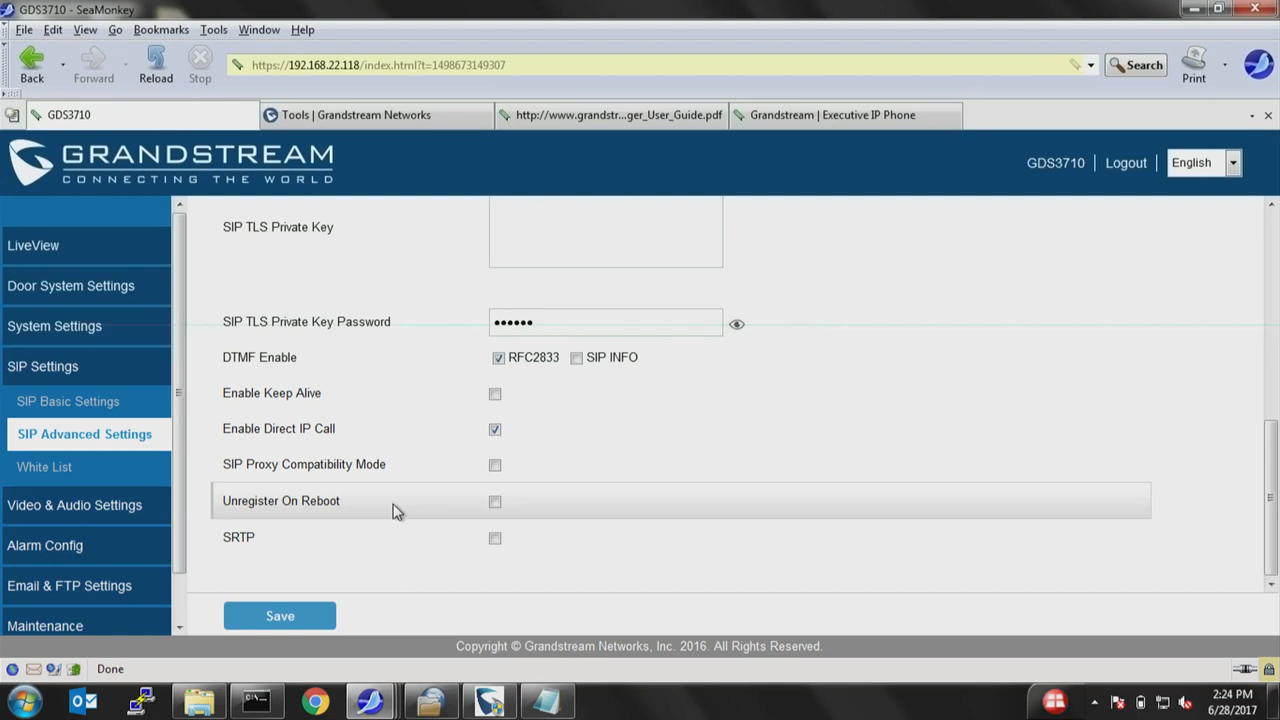 GDS3710 - SeaMonkey
File Edit View Go Bookmarks Tools Window Help
Back Forward Reload Stop https://192.168.22.118/index.html?t=1498673149307 Search Print
GDS3710 Tools | Grandstream Networks http://www.grandstr...ger_User_Guide.pdf Grandstream | Executive IP Phone
GRANDSTREAM
CONNECTING THE WORLD
GDS3710 Logout English
LiveView
Door System Settings
System Settings
SIP Settings
SIP Basic Settings
SIP Advanced Settings
White List
Video & Audio Settings
Alarm Config
Email & FTP Settings
Maintenance
SIP TLS Private Key
SIP TLS Private Key Password ••••••
DTMF Enable RFC2833 SIP INFO
Enable Keep Alive
Enable Direct IP Call
SIP Proxy Compatibility Mode
Unregister On Reboot
SRTP
Save
Copyright © Grandstream Networks, Inc. 2016. All Rights Reserved.
Done
2:24 PM
6/28/2017